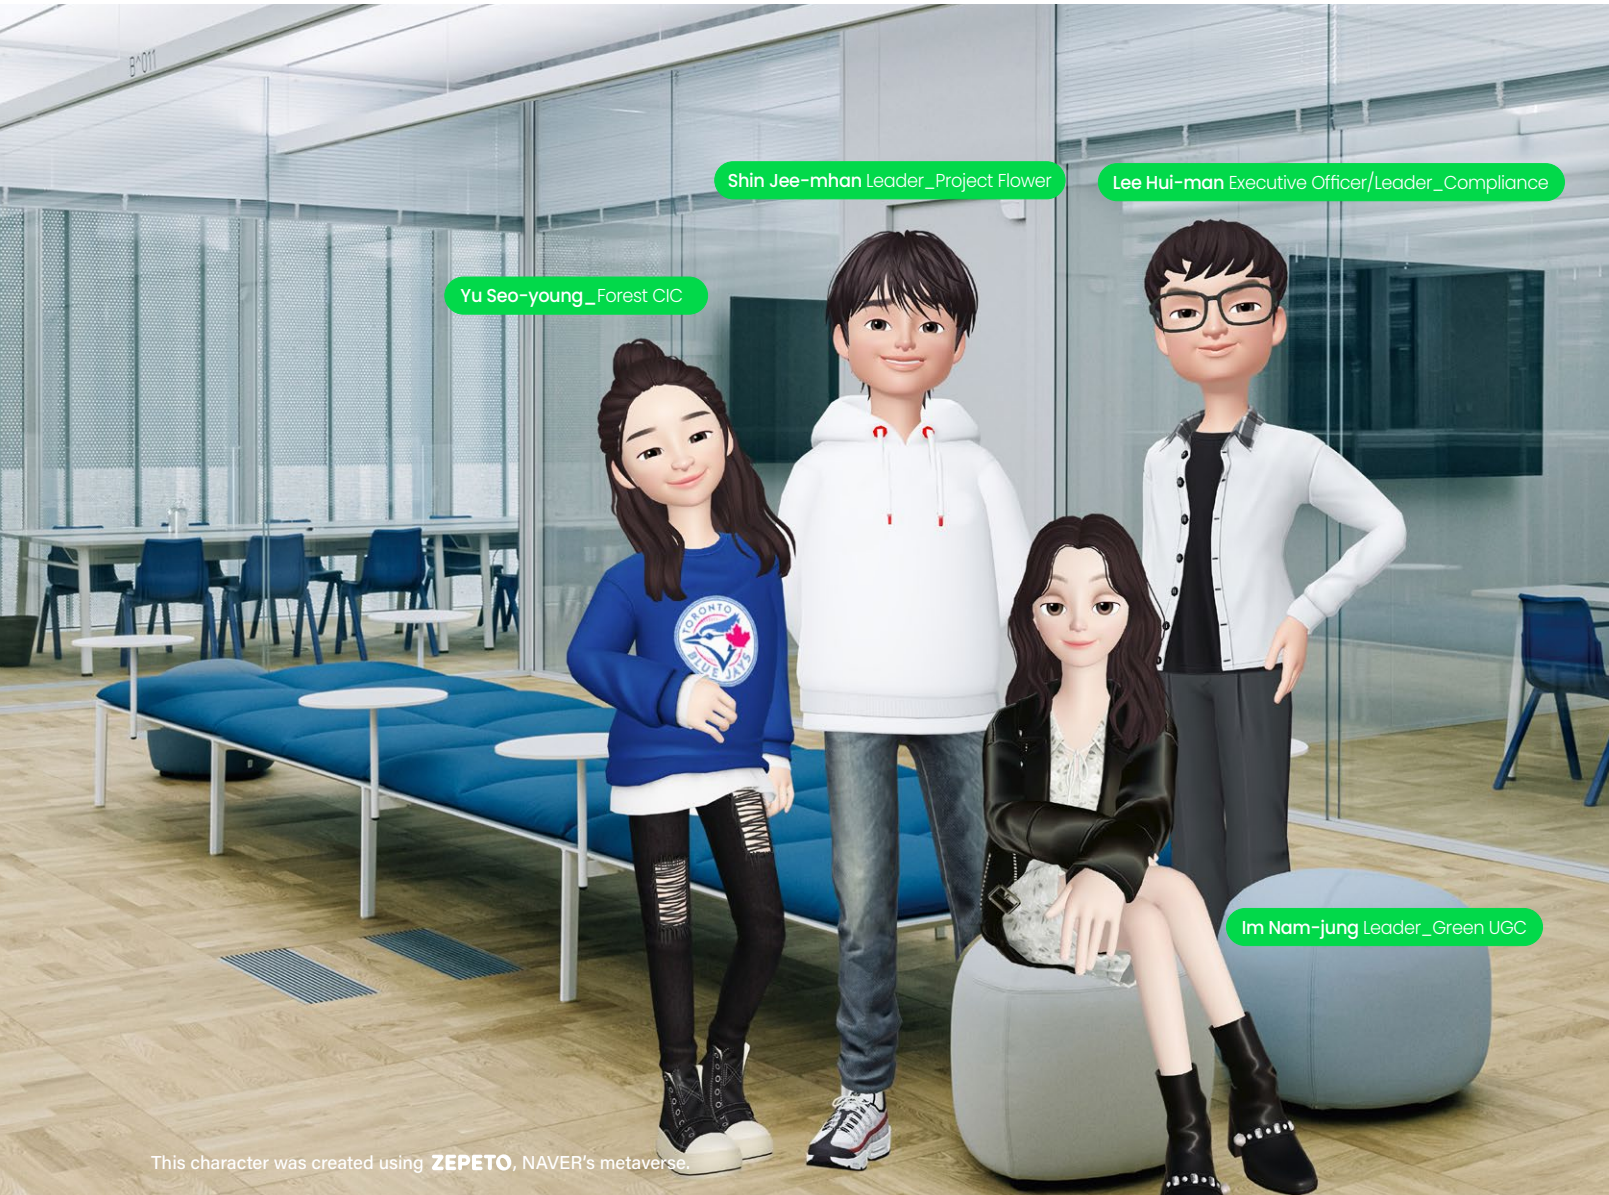 B^011
Shin Jee-mhan Leader_Project Flower
Lee Hui-man Executive Officer/Leader_Compliance
Yu Seo-young_Forest CIC
TORONTO
BLUE JAYS
Im Nam-jung Leader_Green UGC
This character was created using ZEPETO, NAVER's metaverse.